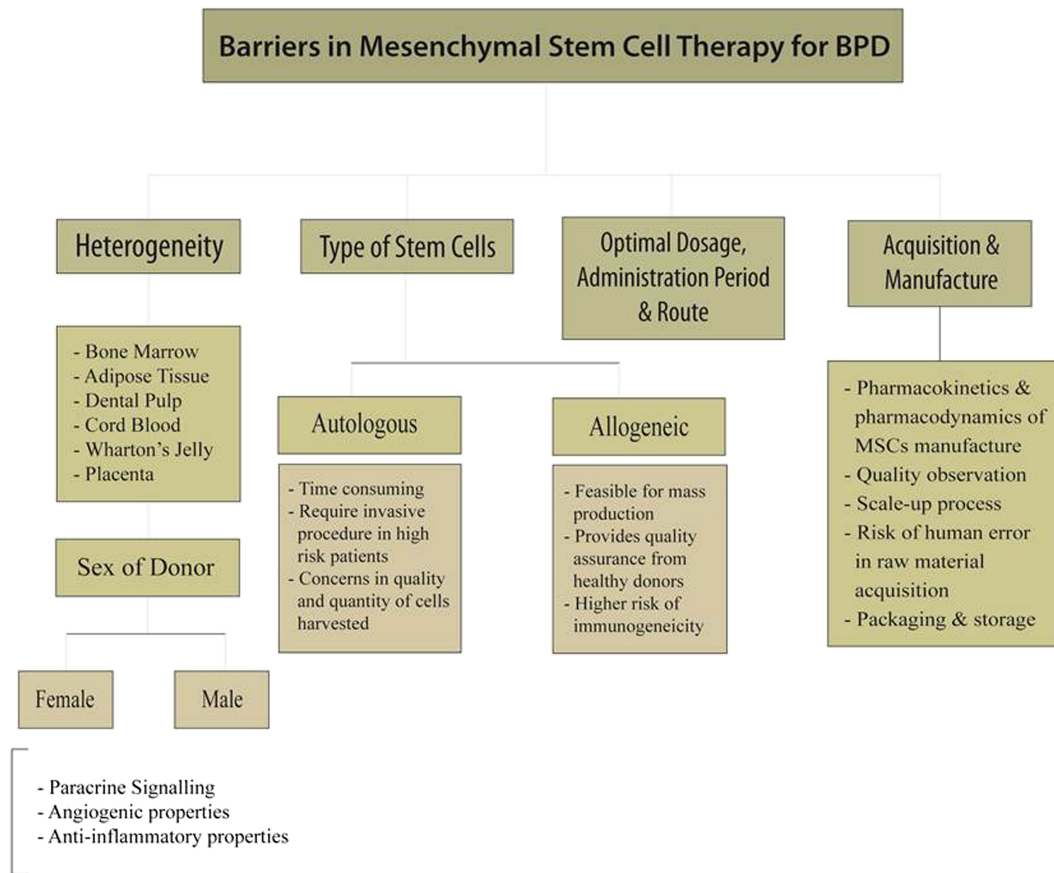 Barriers in Mesenchymal Stem Cell Therapy for BPD
Heterogeneity
- Bone Marrow
- Adipose Tissue
- Dental Pulp
- Cord Blood
- Wharton's Jelly
- Placenta
Sex of Donor
Female
Male
- Paracrine Signalling
- Angiogenic properties
- Anti-inflammatory properties
Type of Stem Cells
Autologous
- Time consuming
- Require invasive
procedure in high
risk patients
- Concerns in quality
and quantity of cells
harvested
Allogeneic
- Feasible for mass
production
- Provides quality
assurance from
healthy donors
- Higher risk of
immunogeneicity
Optimal Dosage,
Administration Period
& Route
Acquisition &
Manufacture
- Pharmacokinetics &
pharmacodynamics of
MSCs manufacture
- Quality observation
- Scale-up process
- Risk of human error
in raw material
acquisition
- Packaging & storage